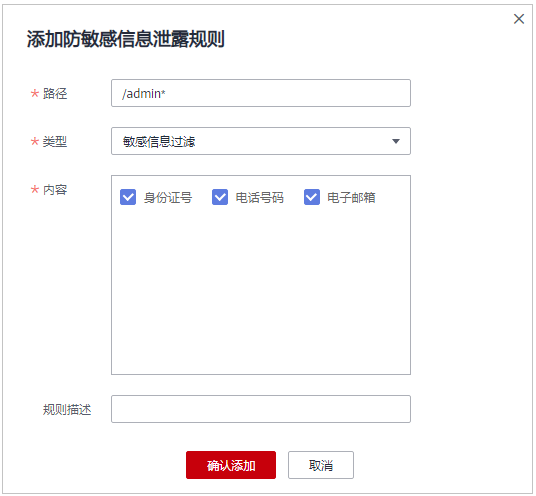 添加防敏感信息泄露规则
* 路径 /admin*
* 类型 敏感信息过滤
* 内容 身份证号 电话号码 电子邮箱
规则描述
确认添加 取消